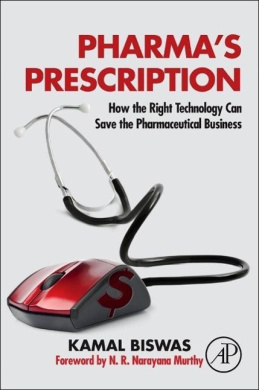 PHARMA'S
PRESCRIPTION
How the Right Technology Can
Save the Pharmaceutical Business
$
KAMAL BISWAS
Foreword by N. R. Narayana Murthy
AP